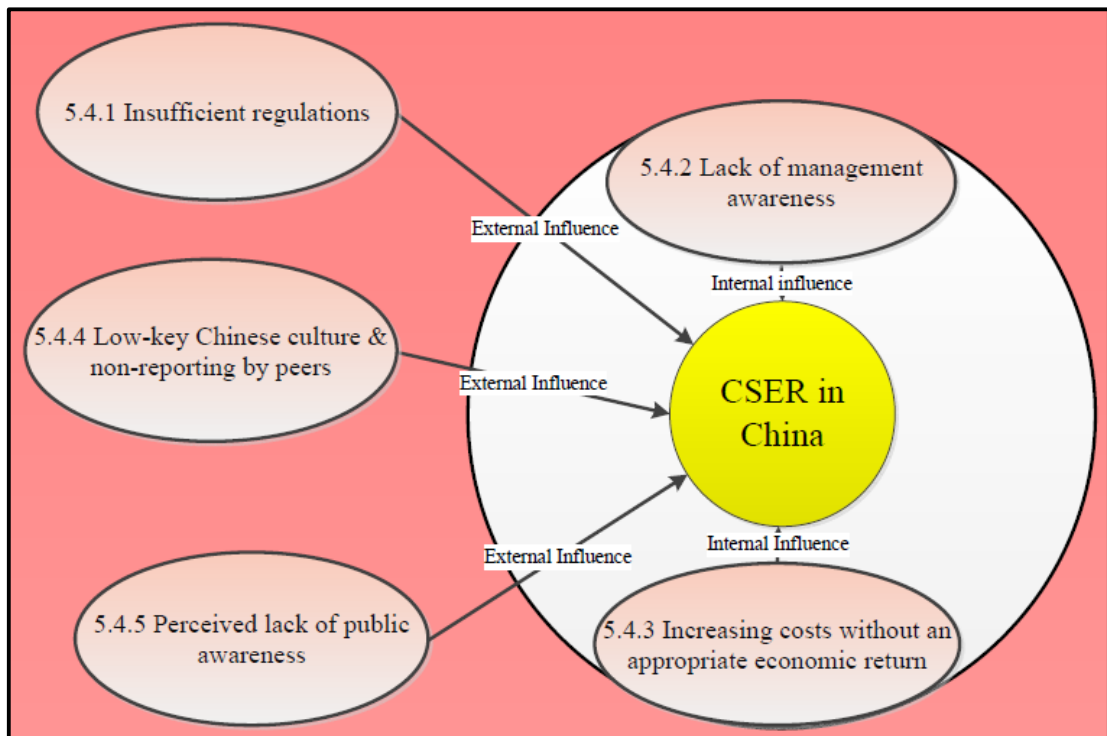 5.4.1 Insufficient regulations
5.4.2 Lack of management
awareness
External Influence
Internal influence
5.4.4 Low-key Chinese culture &
non-reporting by peers
External Influence
CSER in
China
External Influence
Internal Influence
5.4.5 Perceived lack of public
awareness
5.4.3 Increasing costs without an
appropriate economic return